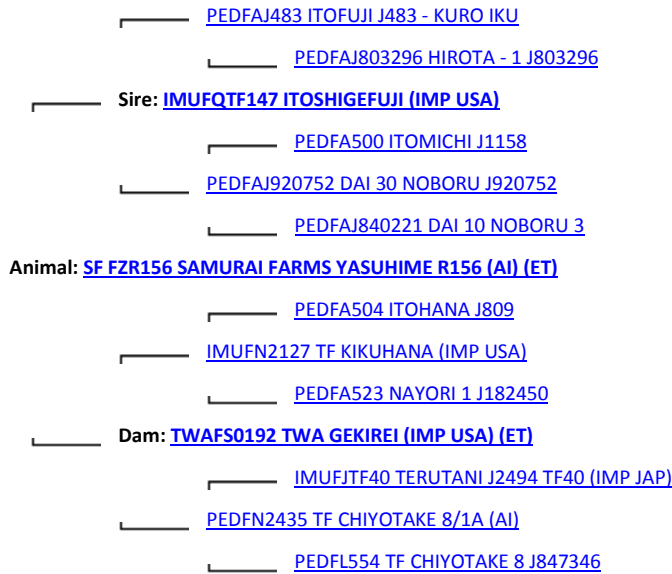 PEDFAJ483 ITOFUJI J483 - KURO IKU
PEDFAJ803296 HIROTA - 1 J803296
Sire: IMUFQTF147 ITOSHIGEFUJI (IMP USA)
PEDFA500 ITOMICHI J1158
PEDFAJ920752 DAI 30 NOBORU J920752
PEDFAJ840221 DAI 10 NOBORU 3
Animal: SF FZR156 SAMURAI FARMS YASUHIME R156 (AI) (ET)
PEDFA504 ITOHANA J809
IMUFN2127 TF KIKUHANA (IMP USA)
PEDFA523 NAYORI 1 J182450
Dam: TWAFS0192 TWA GEKIREI (IMP USA) (ET)
IMUFJTF40 TERUTANI J2494 TF40 (IMP JAP)
PEDFN2435 TF CHIYOTAKE 8/1A (AI)
PEDFL554 TF CHIYOTAKE 8 J847346